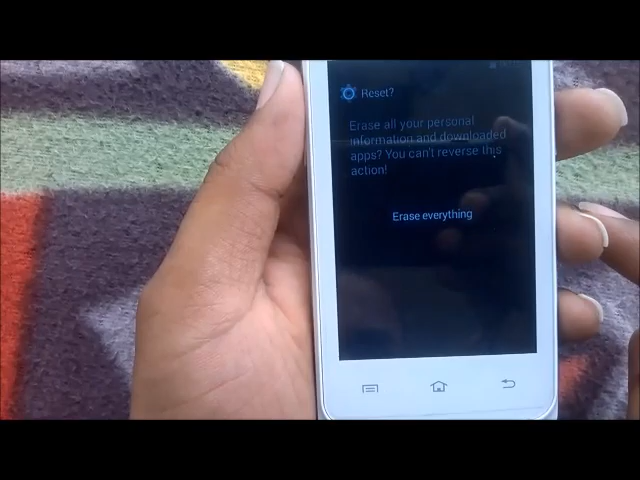 Reset?
Erase all your personal
information and downloaded
apps? You can't reverse this
action!
Erase everything